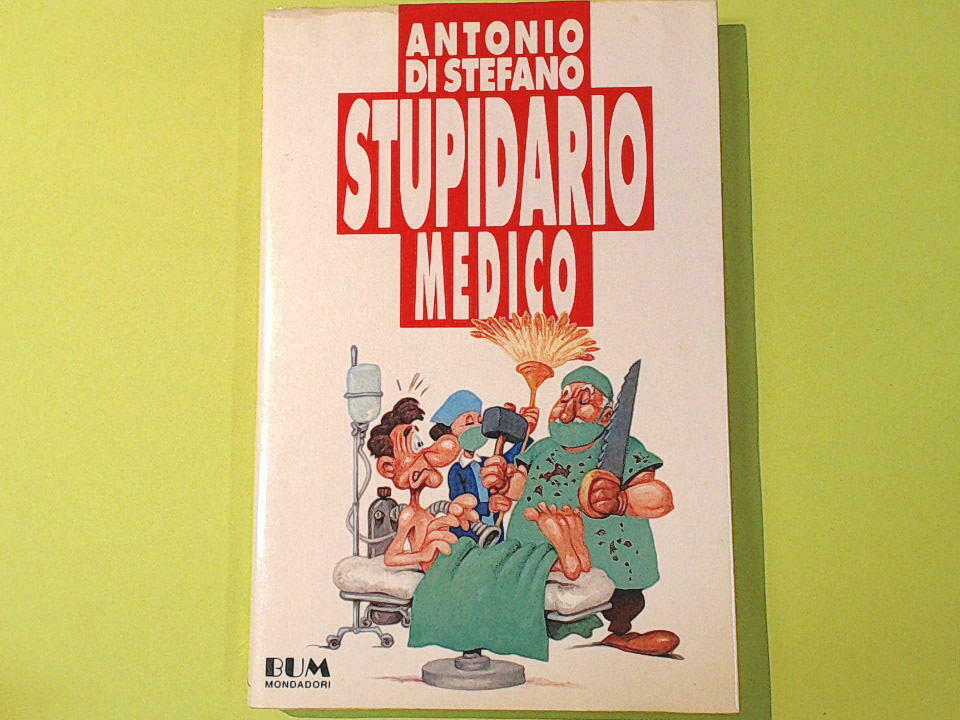 ANTONIO
DI STEFANO
STUPIDARIO
MEDICO
BUM
MONDADORI